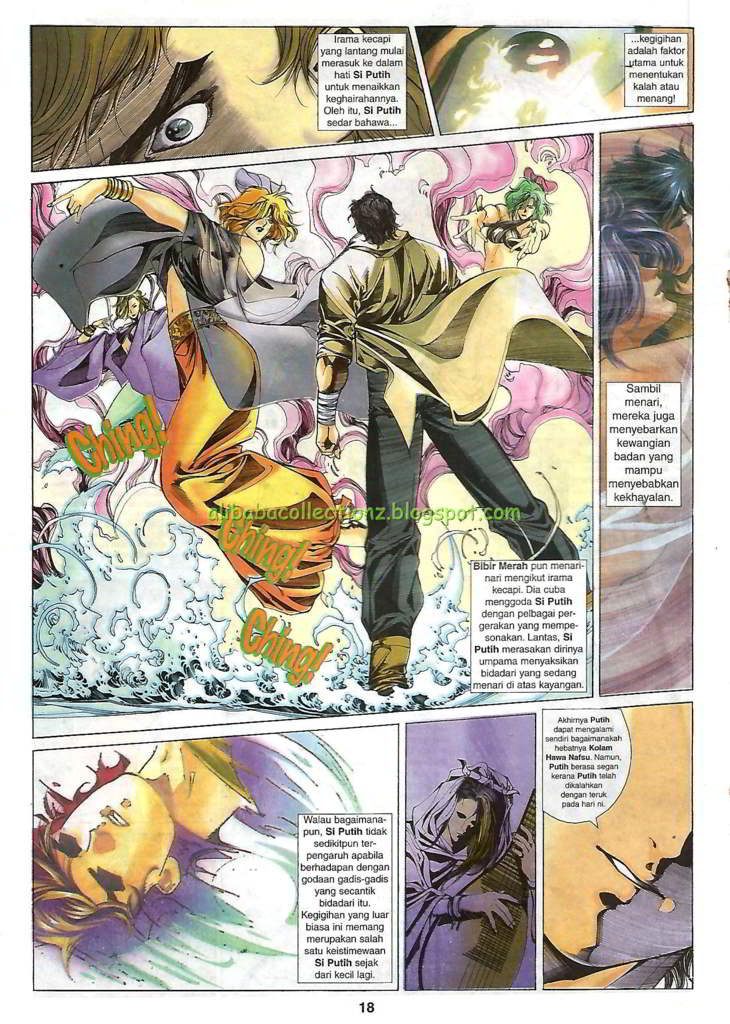 Irama kecapi
yang lantang mulai
merasuk ke dalam
hati Si Putih
untuk menaikkan
keghairahannya.
Oleh itu, Si Putih
sedar bahawa...
...kegigihan
adalah faktor
utama untuk
menentukan
kalah atau
menang!
Sambil
menari,
mereka juga
menyebarkan
kewangian
badan yang
mampu
menyebabkan
kekhayalan.
Ching!
alibabacollectionz.blogspot.com
Ching!
Ching!
Bibir Merah pun menari-
nari mengikut irama
kecapi. Dia cuba
menggoda Si Putih
dengan pelbagai per-
gerakan yang mempe-
sonakan. Lantas, Si
Putih merasakan dirinya
umpama menyaksikan
bidadari yang sedang
menari di atas kayangan.
Walau bagaimana-
pun, Si Putih tidak
sedikitpun ter-
pengaruh apabila
berhadapan dengan
godaan gadis-gadis
yang secantik
bidadari itu.
Kegigihan yang luar
biasa ini memang
merupakan salah
satu keistimewaan
Si Putih sejak
dari kecil lagi.
Akhirnya Putih
dapat mengalami
sendiri bagaimanakah
hebatnya Kolam
Hawa Nafsu. Namun,
Putih berasa segan
kerana Putih telah
dikalahkan
dengan teruk
pada hari ni.
18